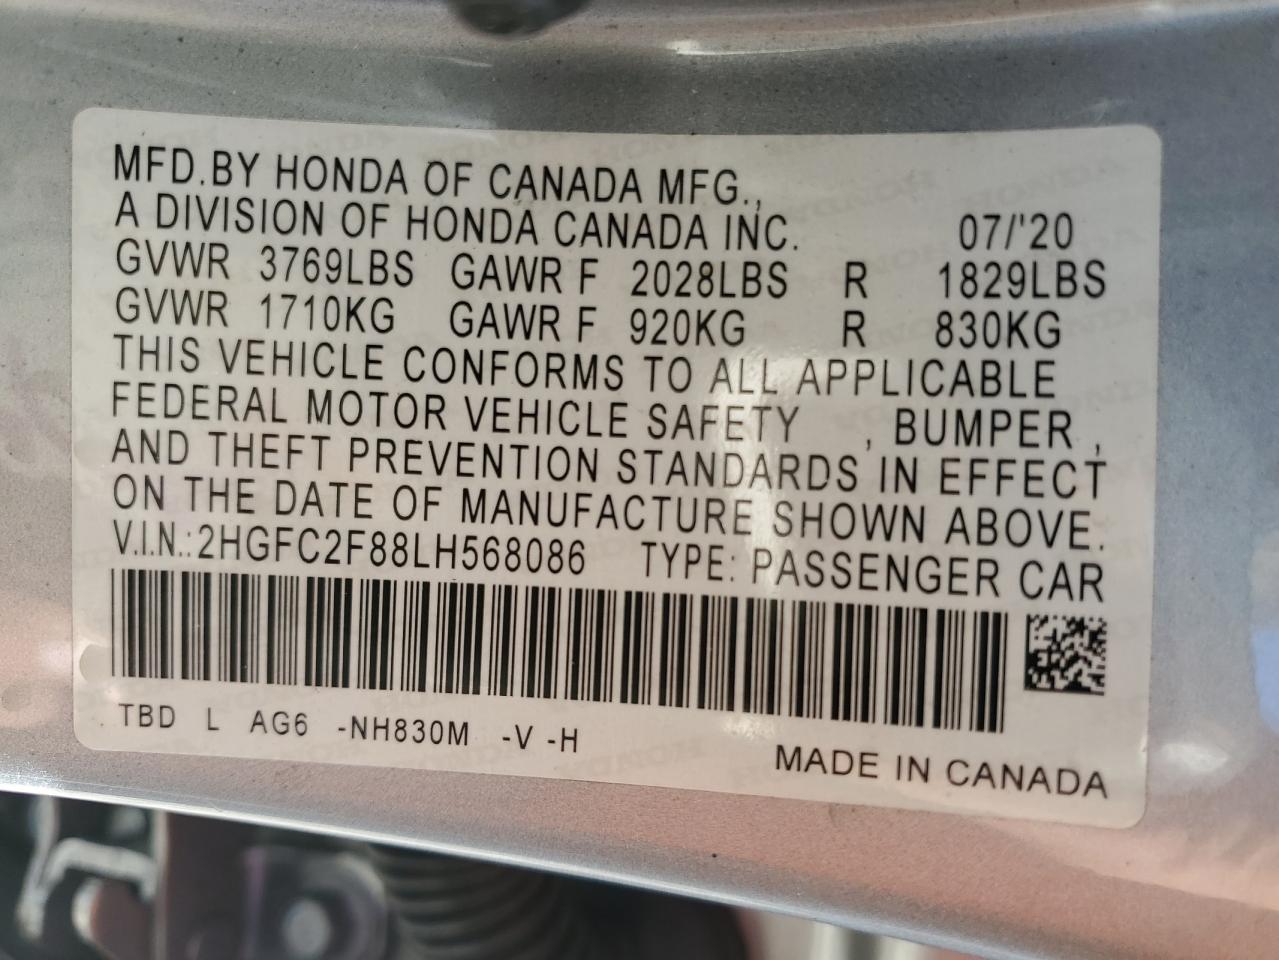 MFD.BY HONDA OF CANADA MFG.,
A DIVISION OF HONDA CANADA INC. 07/'20
GVWR 3769LBS GAWR F 2028LBS R 1829LBS
GVWR 1710KG GAWR F 920KG R 830KG
THIS VEHICLE CONFORMS TO ALL APPLICABLE
FEDERAL MOTOR VEHICLE SAFETY , BUMPER ,
AND THEFT PREVENTION STANDARDS IN EFFECT
ON THE DATE OF MANUFACTURE SHOWN ABOVE.
V.I.N.:2HGFC2F88LH568086 TYPE: PASSENGER CAR
TBD L AG6 -NH830M -V -H
MADE IN CANADA